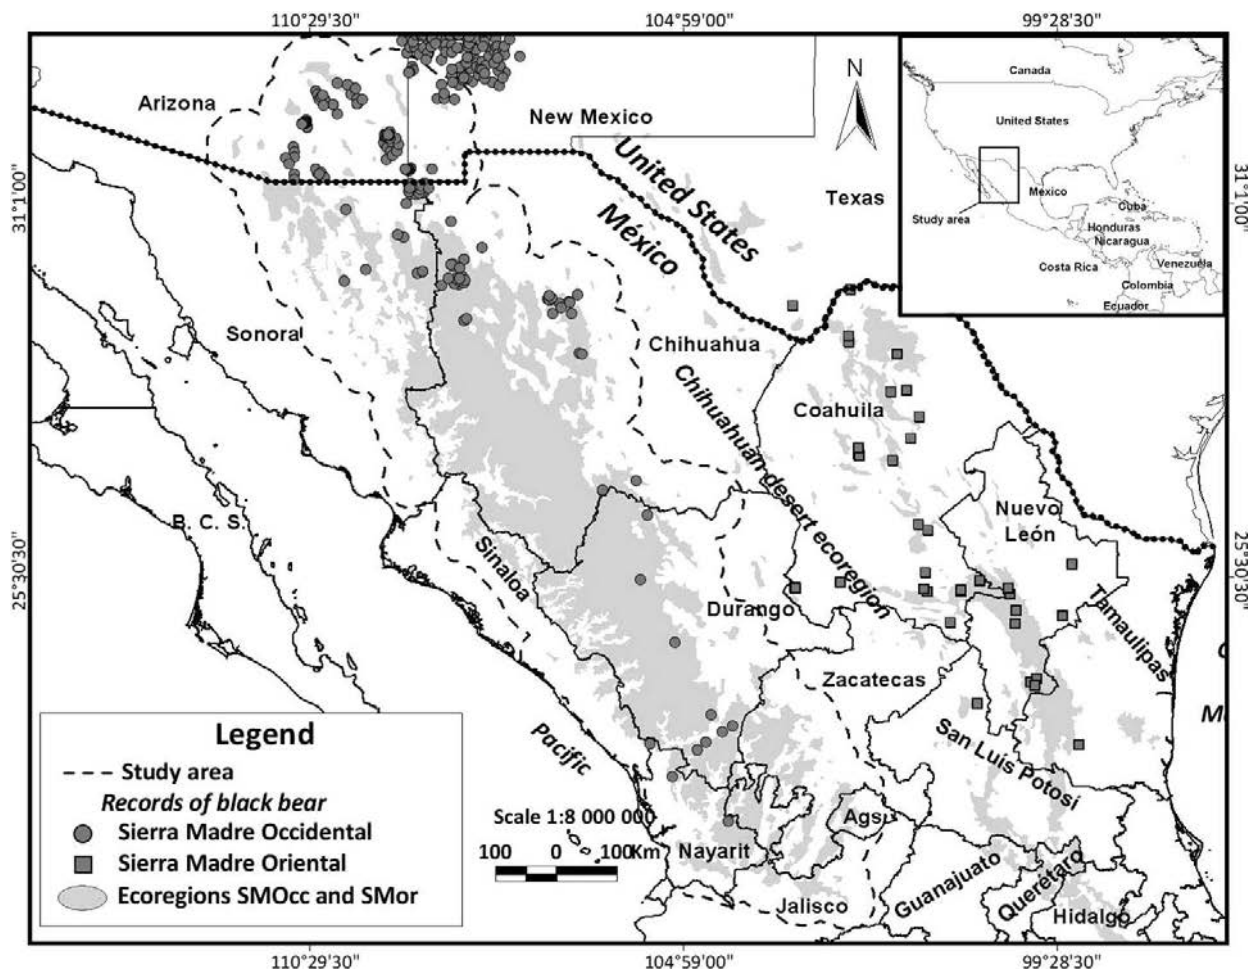 110°29'30" 104°59'00" 99°28'30"
Arizona
New Mexico
N
Texas
United States
México
31°1'00"
31°1'00"
Canada
United States
Mexico
Study area
Cuba
Honduras
Nicaragua
Costa Rica
Venezuela
Colombia
Ecuador
Sonora
Chihuahua
Coahuila
Chihuahuan desert ecoregion
Nuevo
León
B. C. S.
Sinaloa
Durango
Tamaulipas
25°30'30"
25°30'30"
Zacatecas
San Luis Potosí
Pacific
Legend
Study area
Records of black bear
Sierra Madre Occidental
Sierra Madre Oriental
Ecoregions SMOcc and SMor
Scale 1:8 000 000
100 0 100 Km
Nayarit
Ags.
Jalisco
Guanajuato
Querétaro
Hidalgo
110°29'30" 104°59'00" 99°28'30"